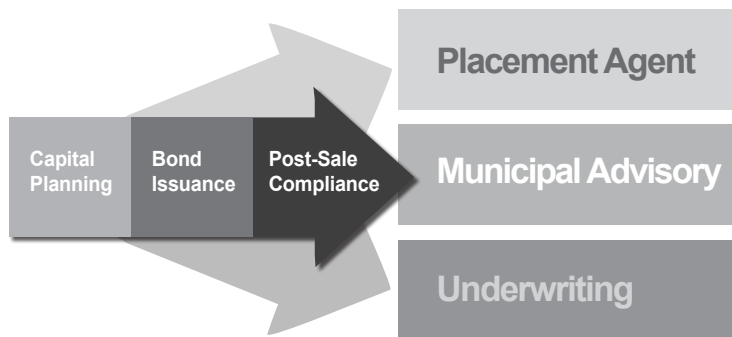 Capital
Planning
Bond
Issuance
Post-Sale
Compliance
Placement Agent
Municipal Advisory
Underwriting